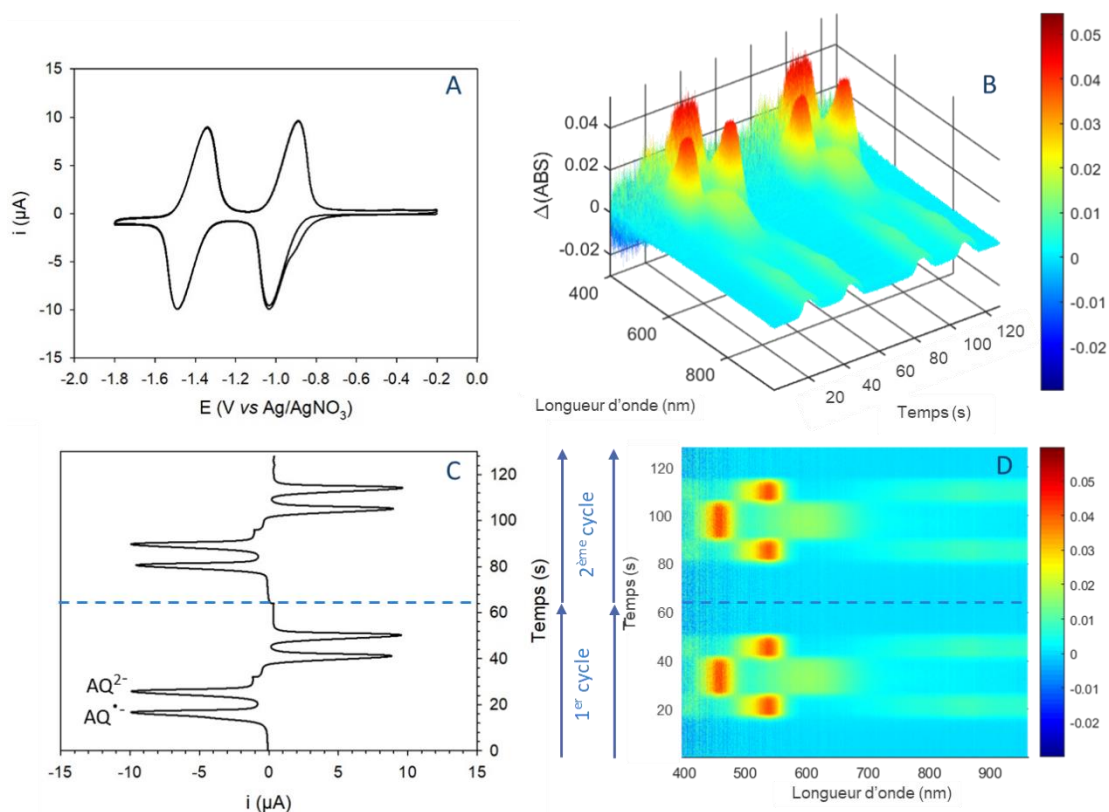 A
15
10
5
0
-5
-10
-15
i (µA)
-2.0 -1.8 -1.6 -1.4 -1.2 -1.0 -0.8 -0.6 -0.4 -0.2 0.0
E (V vs Ag/AgNO₃)
B
0.04
0.02
0
-0.02
Δ(ABS)
400
600
800
Longueur d'onde (nm)
20 40 60 80 100 120
Temps (s)
0.05
0.04
0.03
0.02
0.01
0
-0.01
-0.02
C
120
100
80
60
40
20
0
Temps (s)
AQ²⁻
AQ•⁻
-15 -10 -5 0 5 10 15
i (µA)
2ème cycle
1er cycle
D
120
100
80
60
40
20
Temps (s)
400 500 600 700 800 900
Longueur d'onde (nm)
0.06
0.05
0.04
0.03
0.02
0.01
0
-0.01
-0.02
-0.03